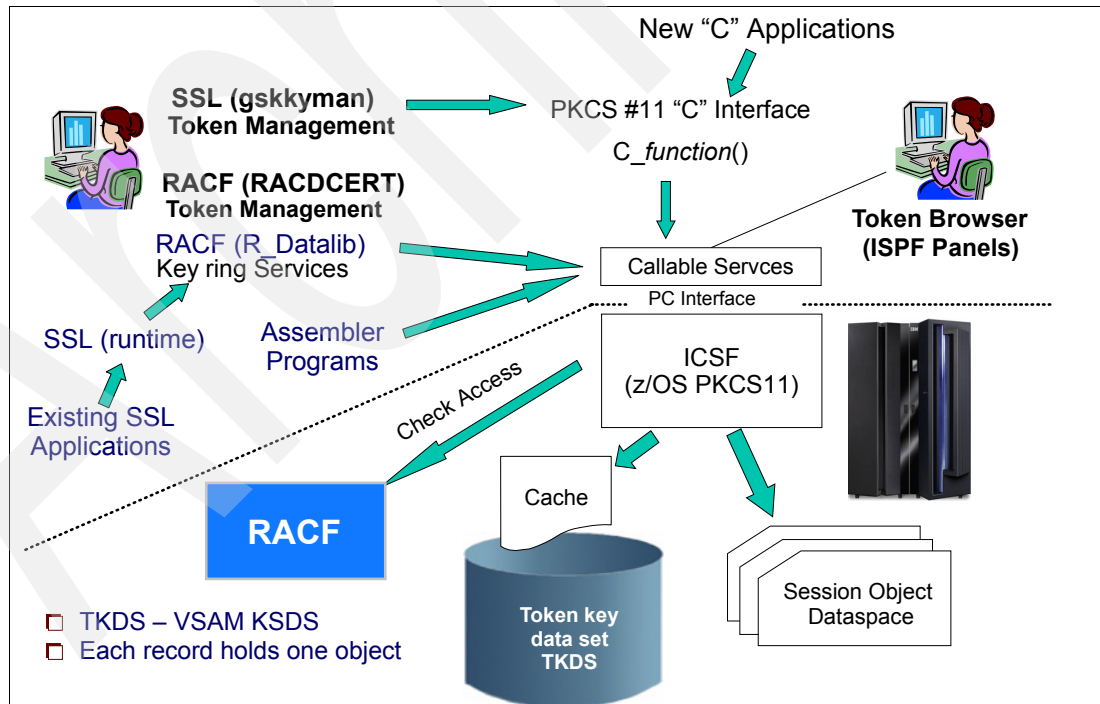 New “C” Applications
SSL (gskkyman)
Token Management
PKCS #11 “C” Interface
C_function()
RACF (RACDCERT)
Token Management
RACF (R_Datalib)
Key ring Services
Token Browser
(ISPF Panels)
Callable Servces
PC Interface
SSL (runtime)
Assembler
Programs
ICSF
(z/OS PKCS11)
Check Access
Existing SSL
Applications
Cache
RACF
Token key
data set
TKDS
Session Object
Dataspace
TKDS – VSAM KSDS
Each record holds one object